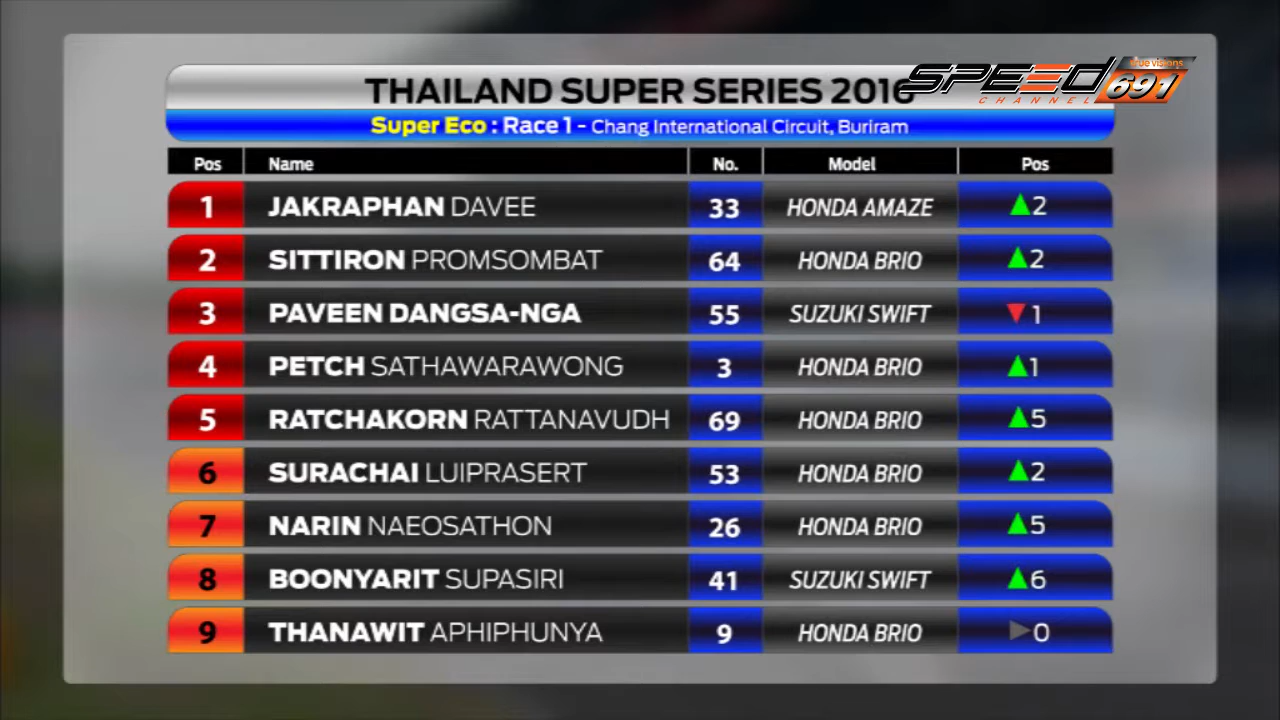 THAILAND SUPER SERIES 2016
SPEED
CHANNEL
true visions
691
Super Eco : Race 1 - Chang International Circuit, Buriram
Pos Name No. Model Pos
1 JAKRAPHAN DAVEE 33 HONDA AMAZE ▲2
2 SITTIRON PROMSOMBAT 64 HONDA BRIO ▲2
3 PAVEEN DANGSA-NGA 55 SUZUKI SWIFT ▼1
4 PETCH SATHAWARAWONG 3 HONDA BRIO ▲1
5 RATCHAKORN RATTANAVUDH 69 HONDA BRIO ▲5
6 SURACHAI LUIPRASERT 53 HONDA BRIO ▲2
7 NARIN NAEOSATHON 26 HONDA BRIO ▲5
8 BOONYARIT SUPASIRI 41 SUZUKI SWIFT ▲6
9 THANAWIT APHIPHUNYA 9 HONDA BRIO ►0